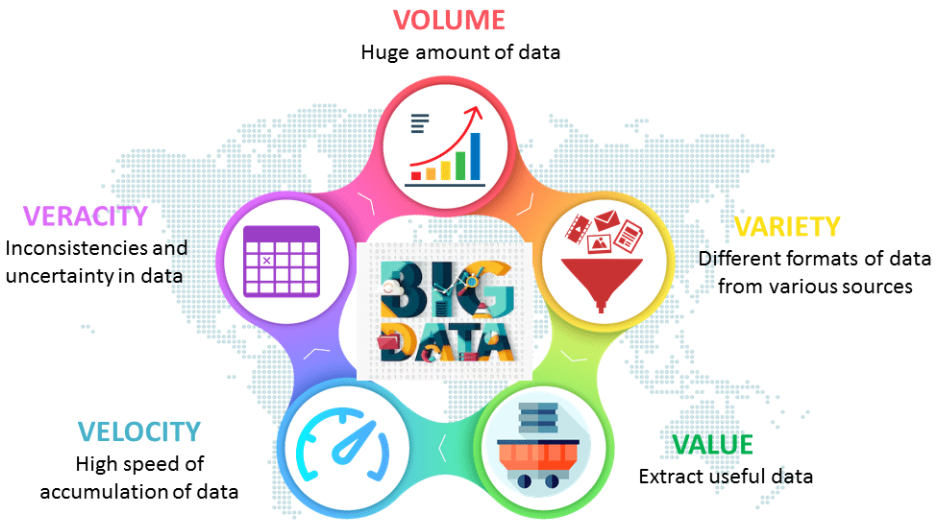 VOLUME
Huge amount of data
VERACITY
Inconsistencies and
uncertainty in data
VARIETY
Different formats of data
from various sources
BIG
DATA
VELOCITY
High speed of
accumulation of data
VALUE
Extract useful data